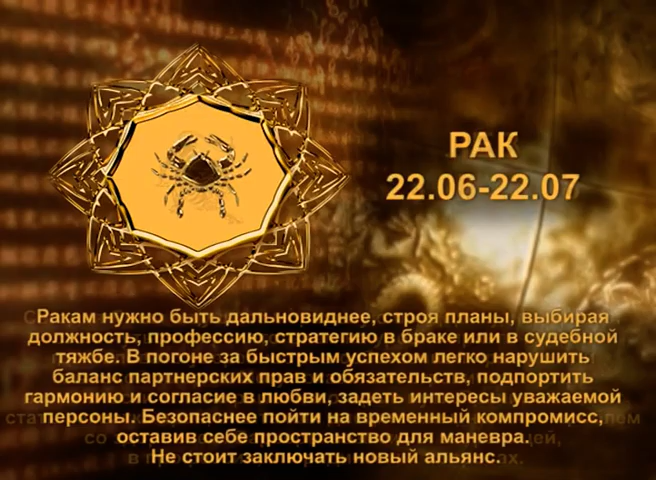 РАК
22.06-22.07
Ракам нужно быть дальновиднее, строя планы, выбирая
должность, профессию, стратегию в браке или в судебной
тяжбе. В погоне за быстрым успехом легко нарушить
баланс партнерских прав и обязательств, подпортить
гармонию и согласие в любви, задеть интересы уважаемой
персоны. Безопаснее пойти на временный компромисс,
оставив себе пространство для маневра.
Не стоит заключать новый альянс.